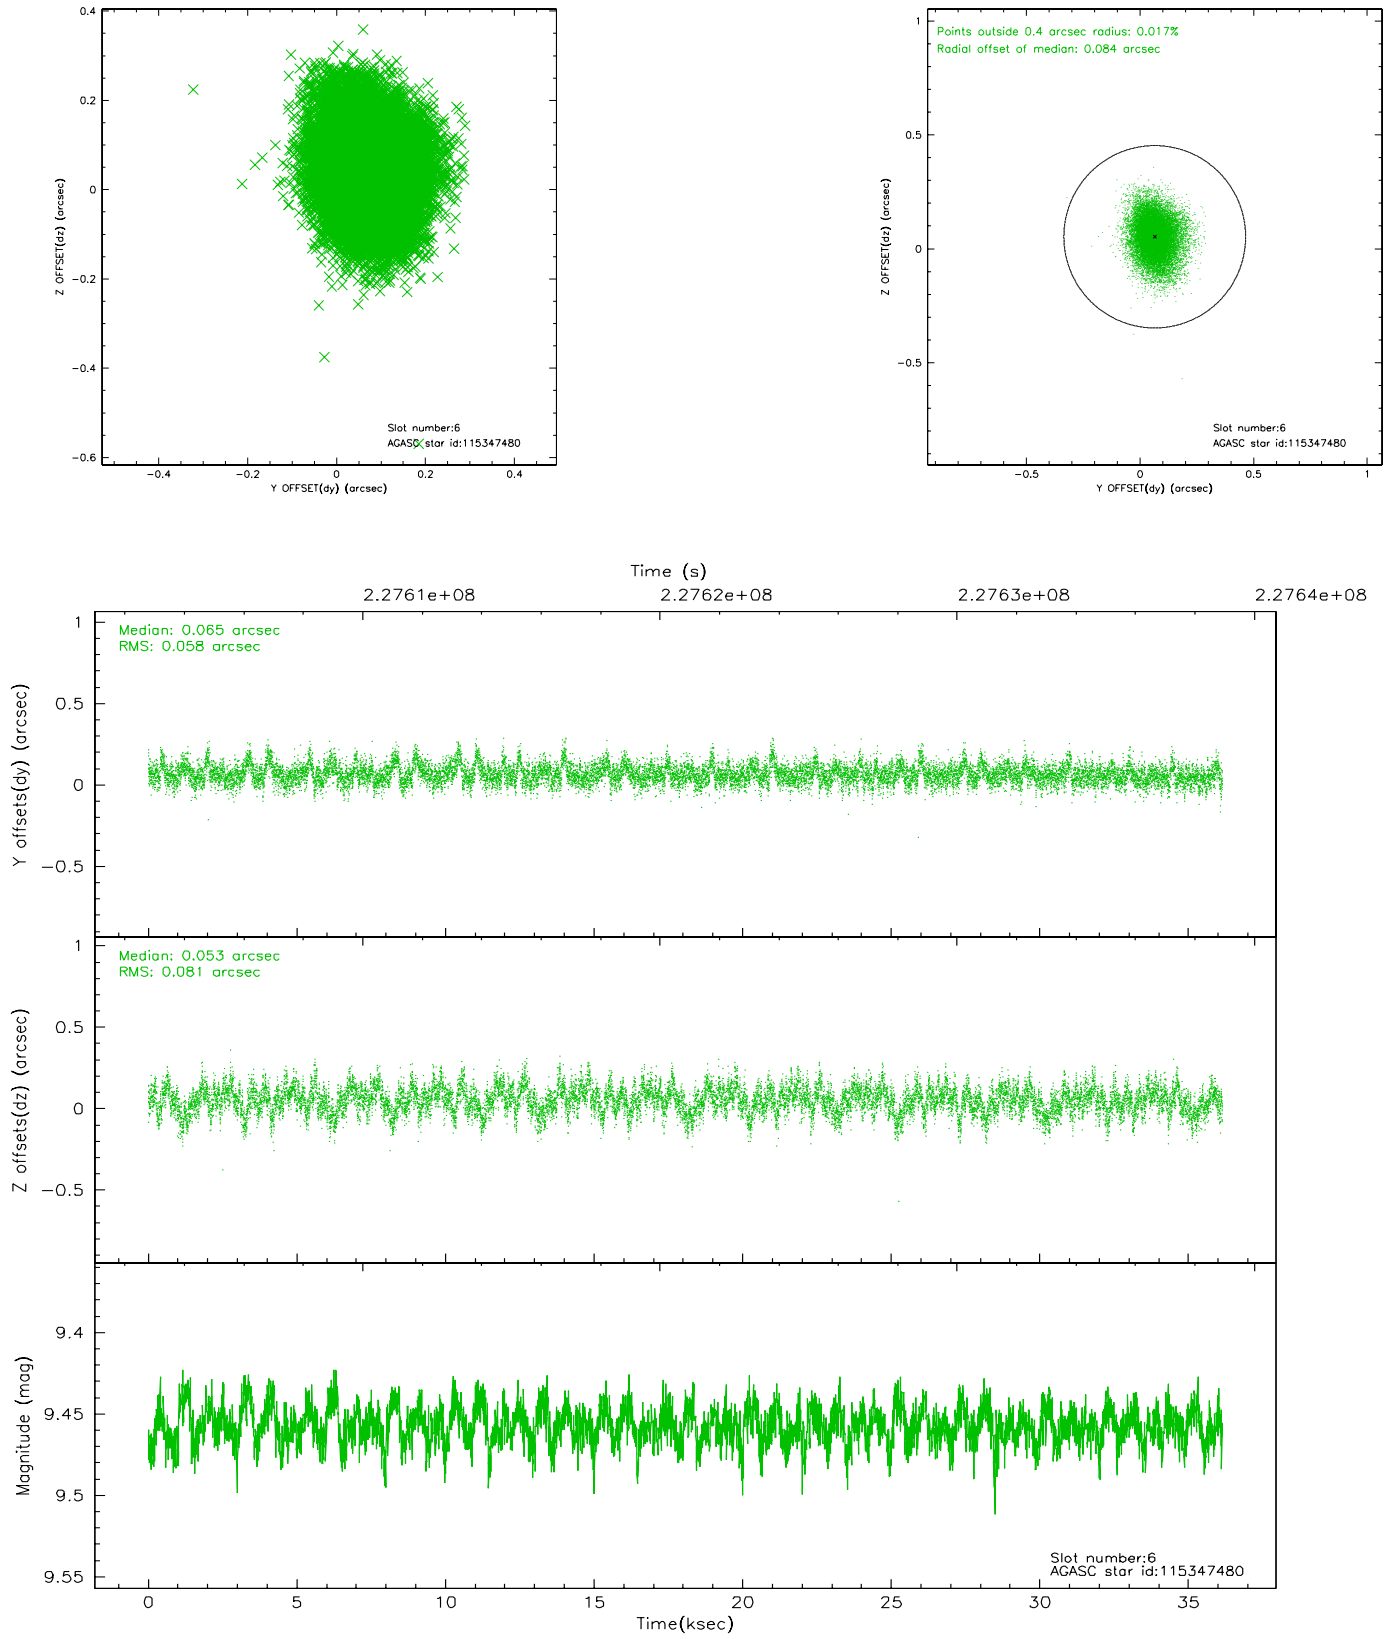 0.4
0.2
0
−0.2
−0.4
−0.6
Z OFFSET(dz) (arcsec)
Slot number:6
AGASC star id:115347480
−0.4
−0.2
0
0.2
0.4
Y OFFSET(dy) (arcsec)
Points outside 0.4 arcsec radius: 0.017%
Radial offset of median: 0.084 arcsec
1
0.5
0
−0.5
Z OFFSET(dz) (arcsec)
Slot number:6
AGASC star id:115347480
−0.5
0
0.5
1
Y OFFSET(dy) (arcsec)
Time (s)
2.2761e+08
2.2762e+08
2.2763e+08
2.2764e+08
Median: 0.065 arcsec
RMS: 0.058 arcsec
1
0.5
0
−0.5
Y offsets(dy) (arcsec)
Median: 0.053 arcsec
RMS: 0.081 arcsec
1
0.5
0
−0.5
Z offsets(dz) (arcsec)
9.4
9.45
9.5
9.55
Magnitude (mag)
Slot number:6
AGASC star id:115347480
0
5
10
15
20
25
30
35
Time(ksec)